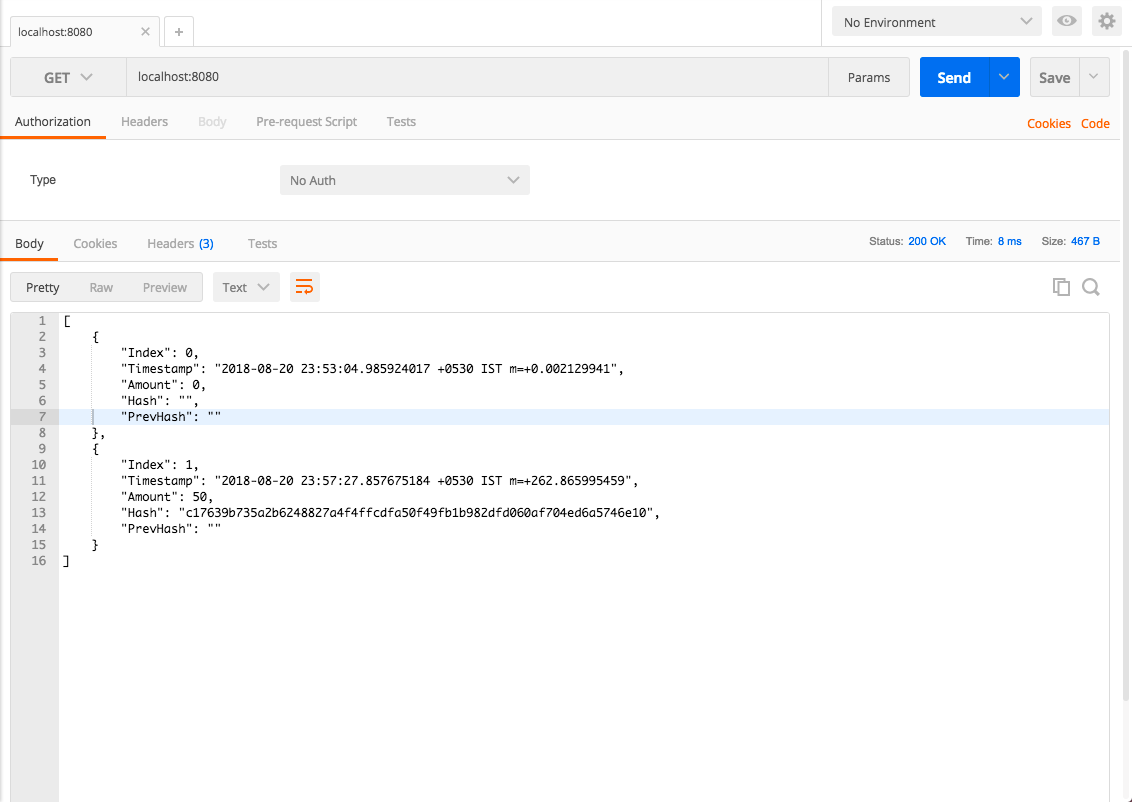 localhost:8080
No Environment
GET localhost:8080 Params Send Save
Authorization Headers Body Pre-request Script Tests Cookies Code
Type No Auth
Body Cookies Headers (3) Tests Status: 200 OK Time: 8 ms Size: 467 B
Pretty Raw Preview Text
1 [
2 {
3 "Index": 0,
4 "Timestamp": "2018-08-20 23:53:04.985924017 +0530 IST m=+0.002129941",
5 "Amount": 0,
6 "Hash": "",
7 "PrevHash": ""
8 },
9 {
10 "Index": 1,
11 "Timestamp": "2018-08-20 23:57:27.857675184 +0530 IST m=+262.865995459",
12 "Amount": 50,
13 "Hash": "c17639b735a2b6248827a4f4ffcdfa50f49fb1b982dfd060af704ed6a5746e10",
14 "PrevHash": ""
15 }
16 ]